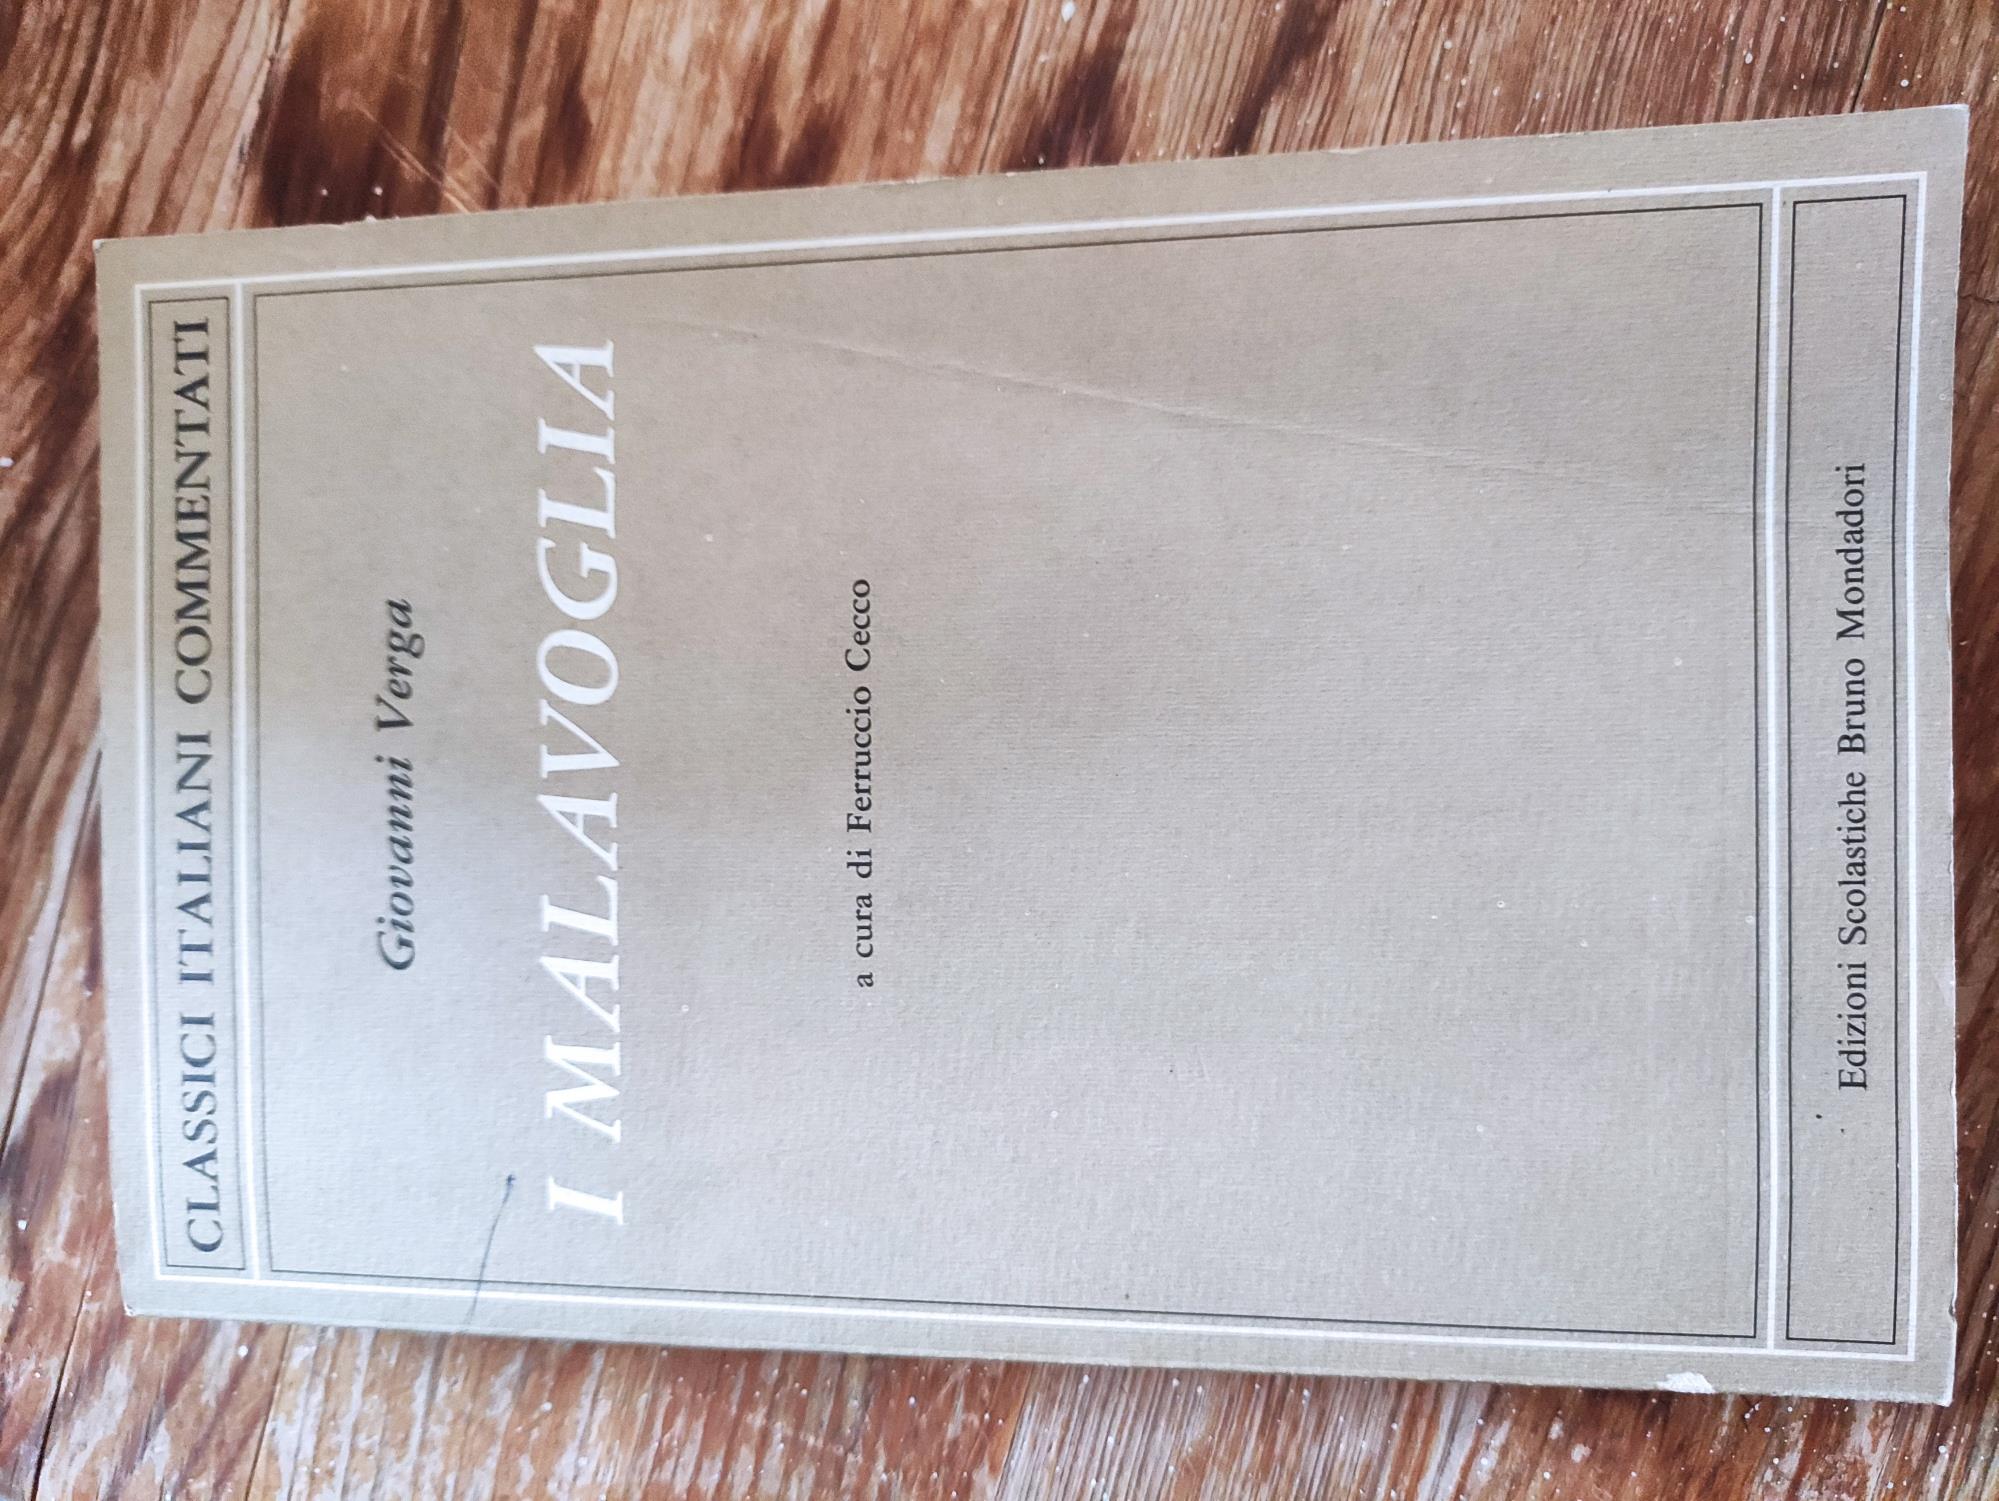 CLASSICI ITALIANI COMMENTATI
Giovanni Verga
I MALAVOGLIA
a cura di Ferruccio Cecco
Edizioni Scolastiche Bruno Mondadori